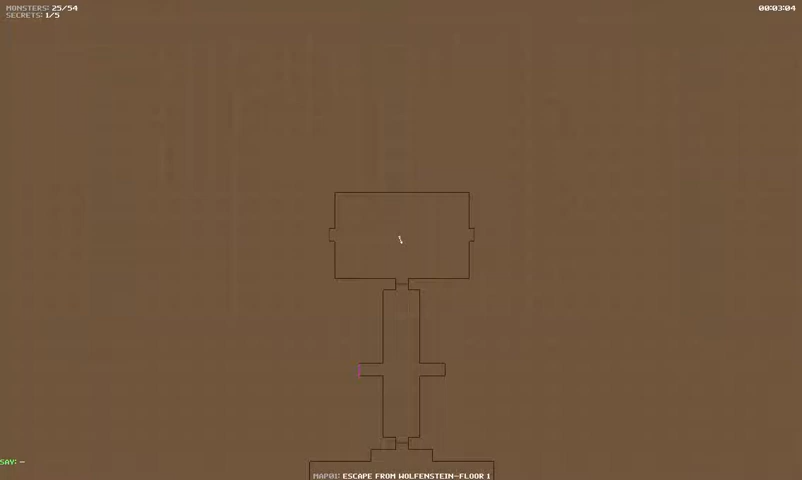 MONSTERS: 25/54
SECRETS: 1/5
00:03:04
SAY: _
MAP01: ESCAPE FROM WOLFENSTEIN-FLOOR 1